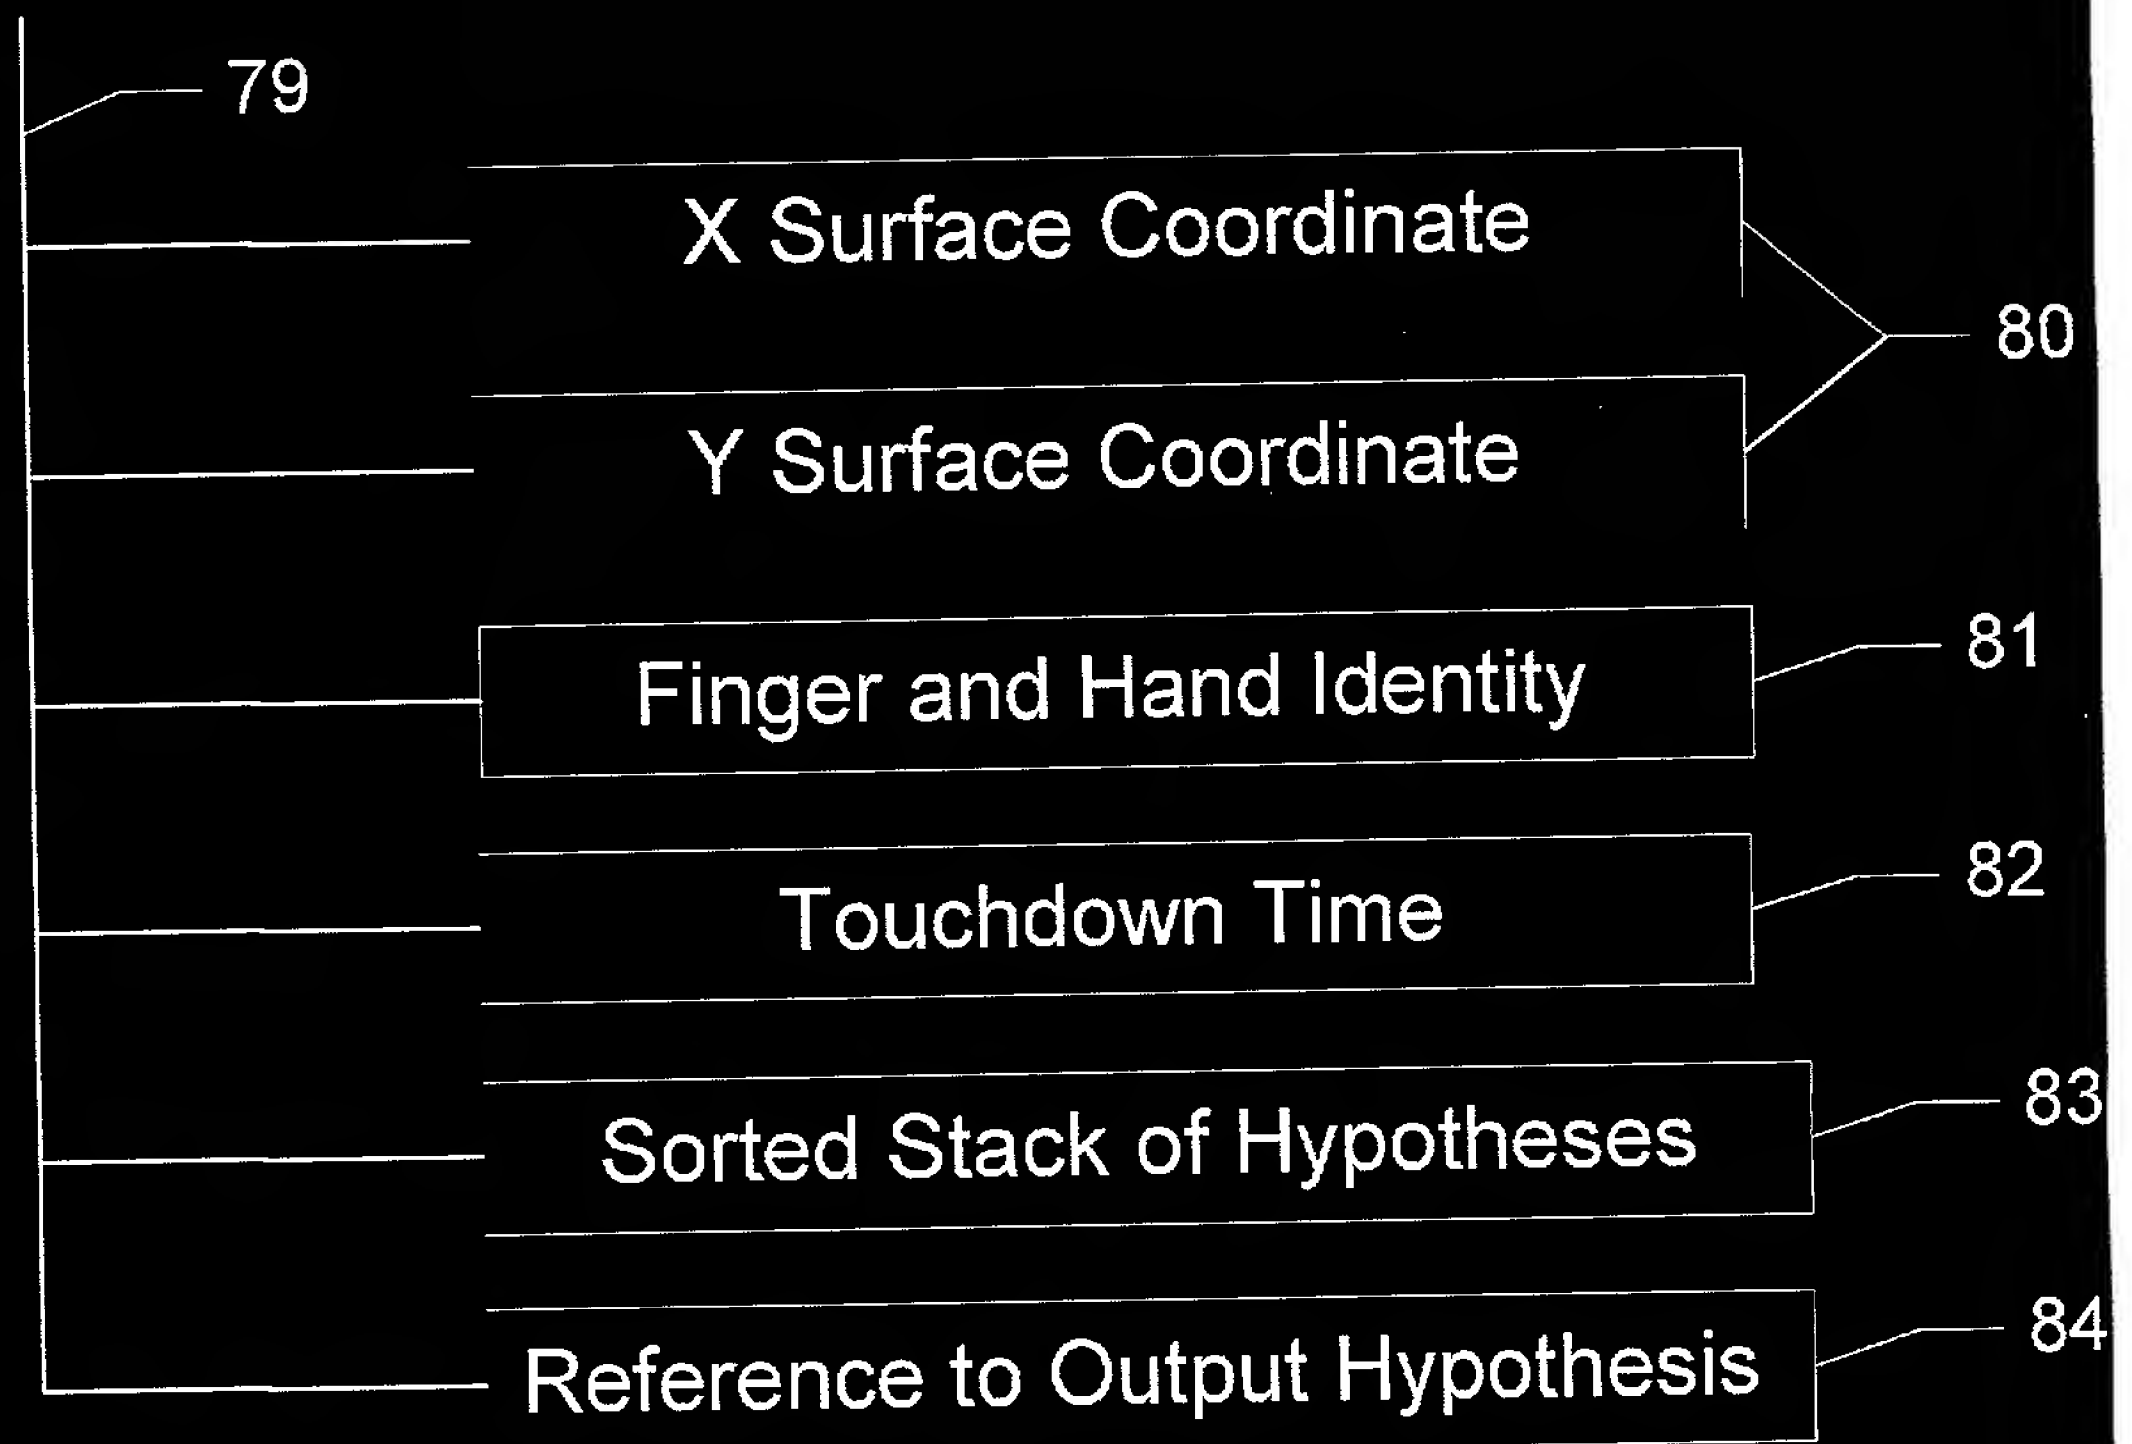 79
X Surface Coordinate
80
Y Surface Coordinate
Finger and Hand Identity
81
Touchdown Time
82
Sorted Stack of Hypotheses
83
Reference to Output Hypothesis
84